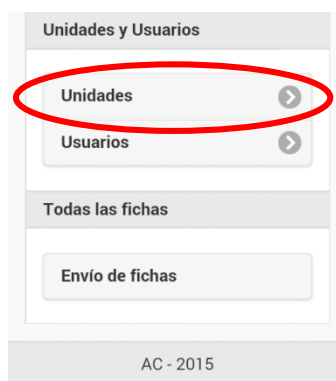 Unidades y Usuarios
Unidades
Usuarios
Todas las fichas
Envío de fichas
AC - 2015